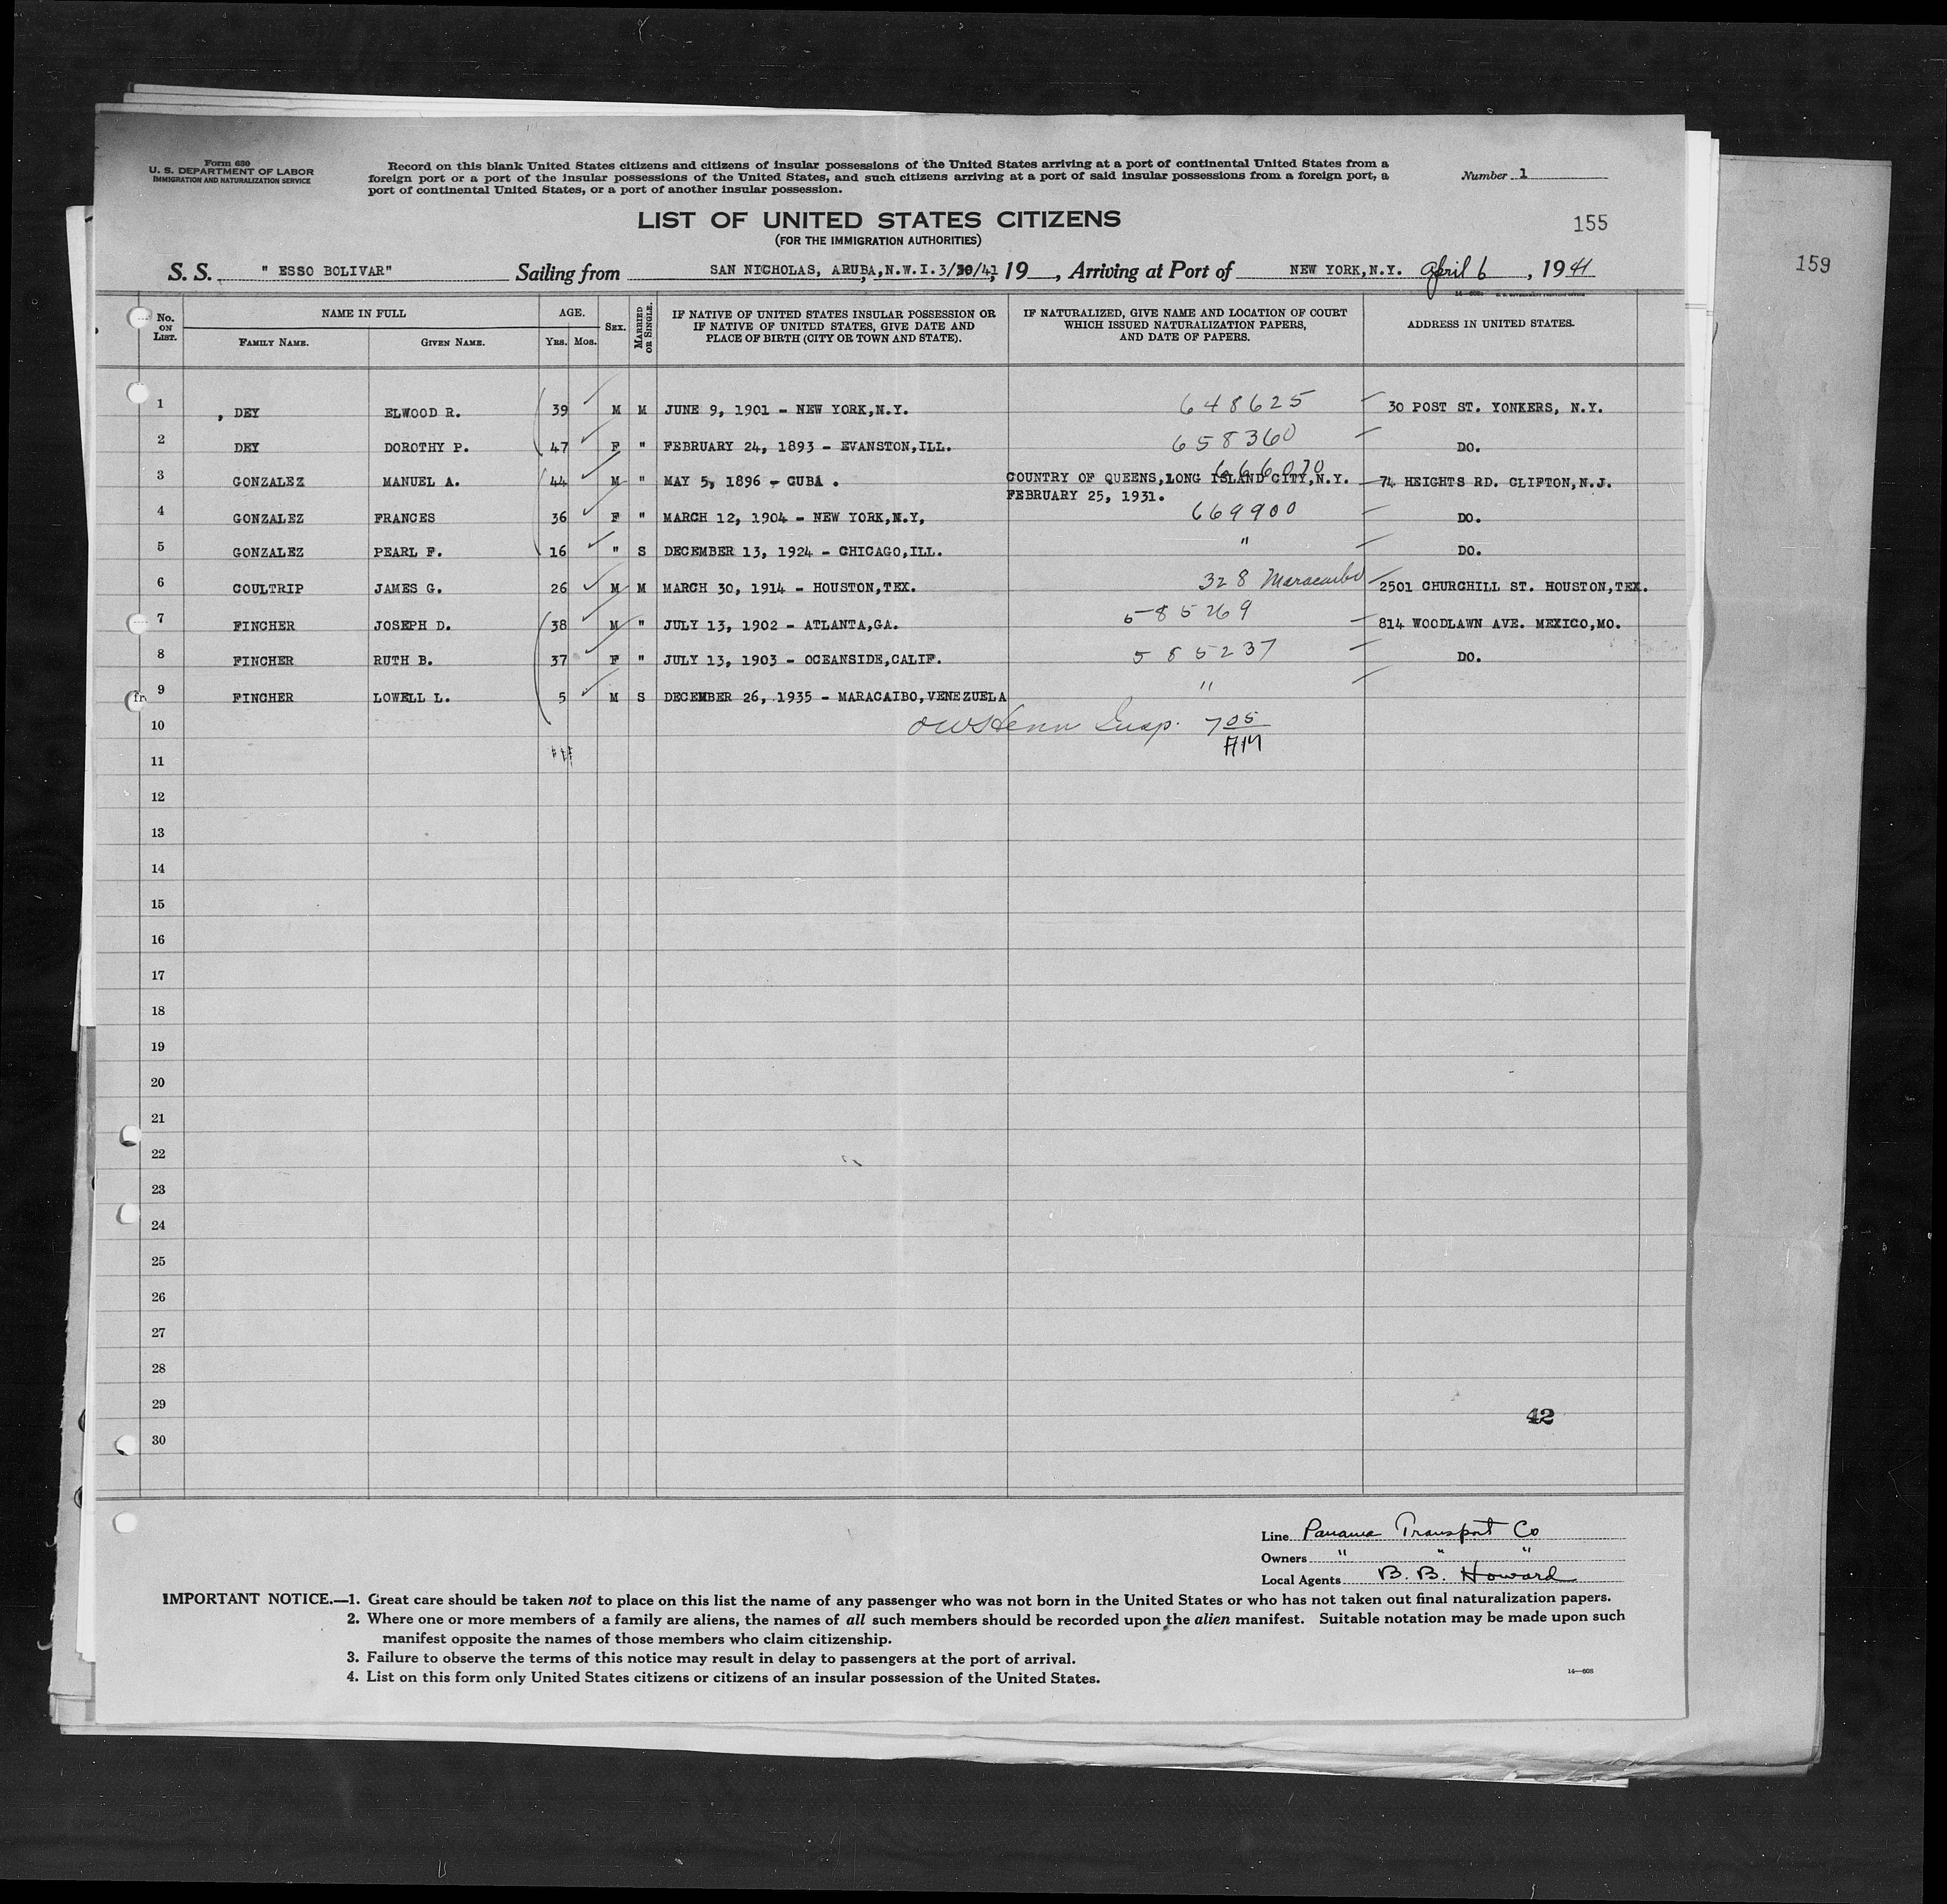 Form 630
U. S. DEPARTMENT OF LABOR
IMMIGRATION AND NATURALIZATION SERVICE
Record on this blank United States citizens and citizens of insular possessions of the United States arriving at a port of continental United States from a
foreign port or a port of the insular possessions of the United States, and such citizens arriving at a port of said insular possessions from a foreign port, a
port of continental United States, or a port of another insular possession.
Number 1
LIST OF UNITED STATES CITIZENS
(FOR THE IMMIGRATION AUTHORITIES)
155
159
S. S. " ESSO BOLIVAR" Sailing from SAN NICHOLAS, ARUBA, N.W.I. 3/30/41, 19 , Arriving at Port of NEW YORK, N.Y. April 6 , 1941
No. ON LIST. NAME IN FULL AGE. SEX. MARRIED OR SINGLE. IF NATIVE OF UNITED STATES INSULAR POSSESSION OR IF NATIVE OF UNITED STATES, GIVE DATE AND PLACE OF BIRTH (CITY OR TOWN AND STATE). IF NATURALIZED, GIVE NAME AND LOCATION OF COURT WHICH ISSUED NATURALIZATION PAPERS, AND DATE OF PAPERS. ADDRESS IN UNITED STATES.
FAMILY NAME. GIVEN NAME. YRS. MOS.
1 , DEY ELWOOD R. 39 M M JUNE 9, 1901 - NEW YORK,N.Y. 648625 30 POST ST. YONKERS, N.Y.
2 DEY DOROTHY P. 47 F " FEBRUARY 24, 1893 - EVANSTON,ILL. 658360 DO.
3 GONZALEZ MANUEL A. 44 M " MAY 5, 1896 - CUBA . 666070 COUNTRY OF QUEENS,LONG ISLAND CITY,N.Y. 74 HEIGHTS RD. CLIFTON,N.J.
FEBRUARY 25, 1931.
4 GONZALEZ FRANCES 36 F " MARCH 12, 1904 - NEW YORK,N.Y, 669900 DO.
5 GONZALEZ PEARL F. 16 " S DECEMBER 13, 1924 - CHICAGO,ILL. " DO.
6 COULTRIP JAMES G. 26 M M MARCH 30, 1914 - HOUSTON,TEX. 328 Maracaibo 2501 CHURCHILL ST. HOUSTON,TEX.
7 FINCHER JOSEPH D. 38 M " JULY 13, 1902 - ATLANTA,GA. 585269 814 WOODLAWN AVE. MEXICO,MO.
8 FINCHER RUTH B. 37 F " JULY 13, 1903 - OCEANSIDE,CALIF. 585237 DO.
9 FINCHER LOWELL L. 5 M S DECEMBER 26, 1935 - MARACAIBO,VENEZUELA "
10 Insp. 7 05
AM
11
12
13
14
15
16
17
18
19
20
21
22
23
24
25
26
27
28
29
42
30
Line Panama Transport Co
Owners " " "
Local Agents B. B. Howard
IMPORTANT NOTICE.—1. Great care should be taken not to place on this list the name of any passenger who was not born in the United States or who has not taken out final naturalization papers.
2. Where one or more members of a family are aliens, the names of all such members should be recorded upon the alien manifest. Suitable notation may be made upon such
manifest opposite the names of those members who claim citizenship.
3. Failure to observe the terms of this notice may result in delay to passengers at the port of arrival.
4. List on this form only United States citizens or citizens of an insular possession of the United States.
14—608